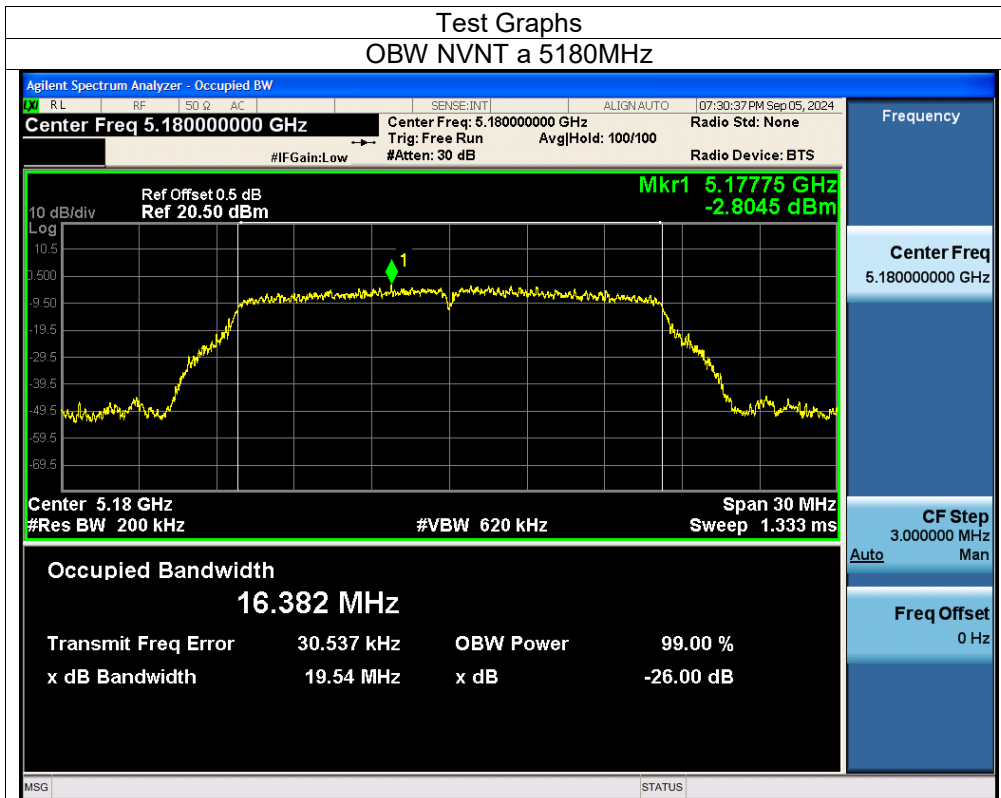 Test Graphs
OBW NVNT a 5180MHz
Agilent Spectrum Analyzer - Occupied BW
LXI RL RF 50 Ω AC SENSE:INT ALIGN AUTO 07:30:37 PM Sep 05, 2024
Center Freq 5.180000000 GHz
Center Freq: 5.180000000 GHz
Radio Std: None
Trig: Free Run Avg|Hold: 100/100
#IFGain:Low #Atten: 30 dB Radio Device: BTS
Frequency
Ref Offset 0.5 dB
10 dB/div Ref 20.50 dBm
Mkr1 5.17775 GHz
-2.8045 dBm
Log
10.5
0.500
-9.50
-19.5
-29.5
-39.5
-49.5
-59.5
-69.5
1
Center 5.18 GHz Span 30 MHz
#Res BW 200 kHz #VBW 620 kHz Sweep 1.333 ms
Center Freq
5.180000000 GHz
CF Step
3.000000 MHz
Auto Man
Freq Offset
0 Hz
Occupied Bandwidth
16.382 MHz
Transmit Freq Error 30.537 kHz OBW Power 99.00 %
x dB Bandwidth 19.54 MHz x dB -26.00 dB
MSG STATUS